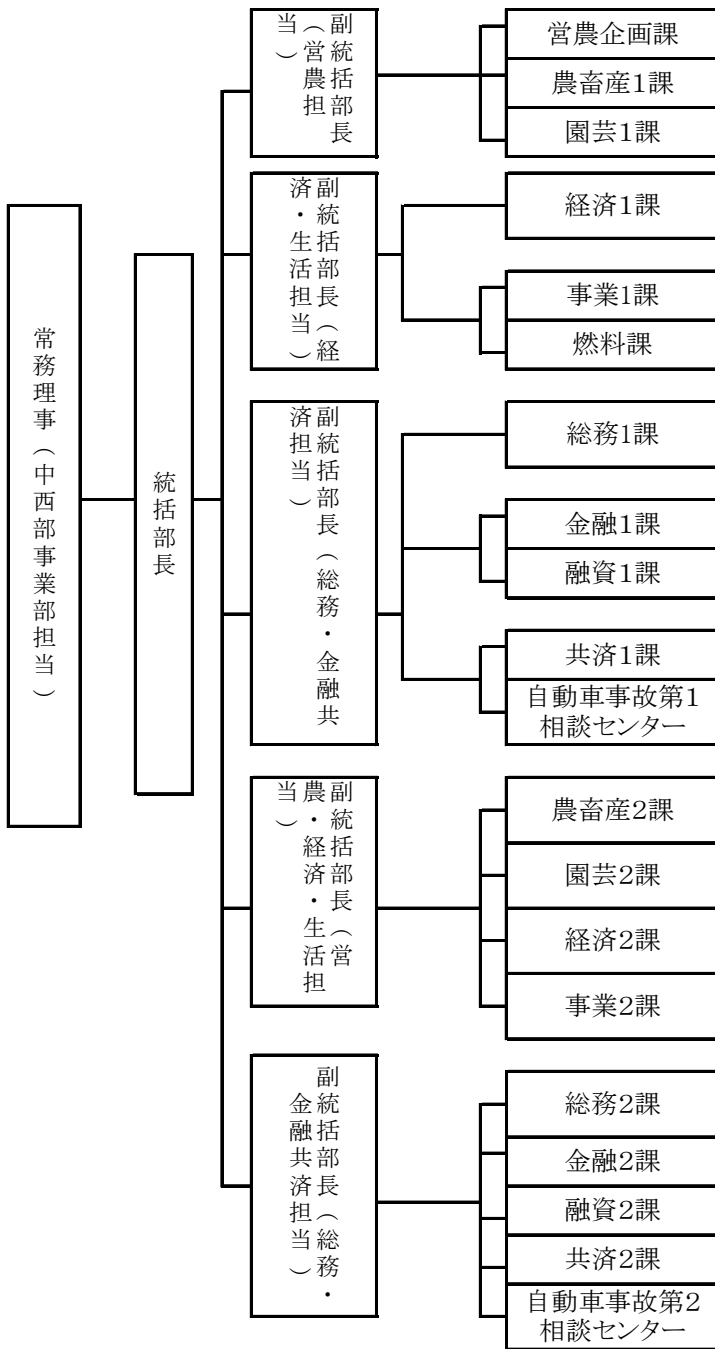 常務理事（中西部事業部担当）
統括部長
副統括部長
（営農担
当）
営農企画課
農畜産1課
園芸1課
副統括部長（経
済・生活担当）
経済1課
事業1課
燃料課
副統括部長（総務・金融共
済担当）
総務1課
金融1課
融資1課
共済1課
自動車事故第1
相談センター
副統括部長（営
農・経済・生活担
当）
農畜産2課
園芸2課
経済2課
事業2課
副統括部長（総務・
金融共済担当）
総務2課
金融2課
融資2課
共済2課
自動車事故第2
相談センター